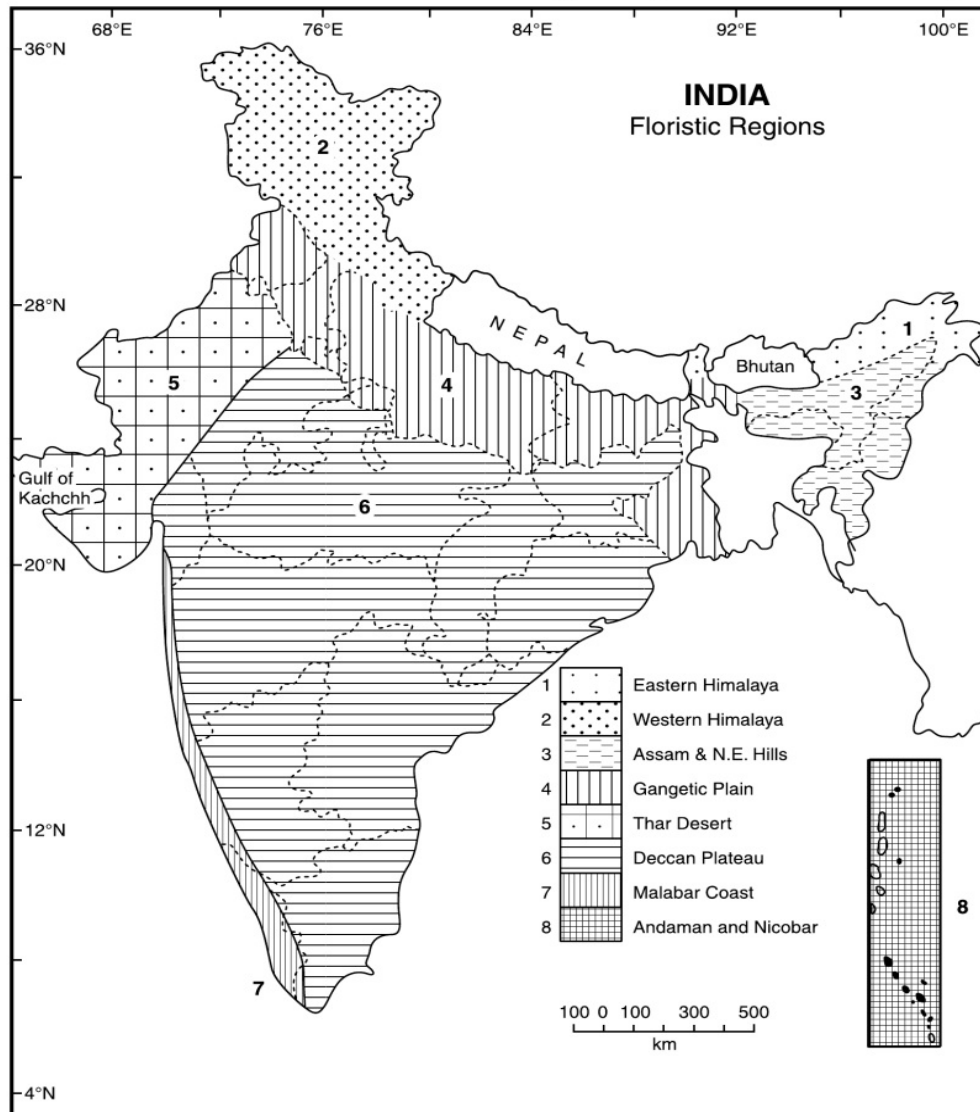 68°E 76°E 84°E 92°E 100°E
36°N
28°N
20°N
12°N
4°N
INDIA
Floristic Regions
2
NEPAL
1
Bhutan
3
4
5
Gulf of
Kachchh
6
7
8
1 Eastern Himalaya
2 Western Himalaya
3 Assam & N.E. Hills
4 Gangetic Plain
5 Thar Desert
6 Deccan Plateau
7 Malabar Coast
8 Andaman and Nicobar
100 0 100 300 500
km